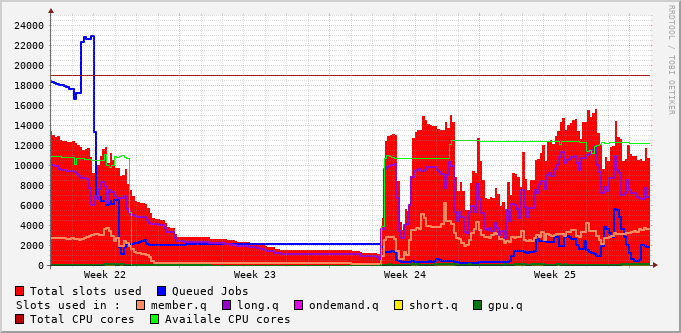 RRDTOOL / TOBI OETIKER
24000
22000
20000
18000
16000
14000
12000
10000
8000
6000
4000
2000
0
Week 22 Week 23 Week 24 Week 25
Total slots used Queued Jobs
Slots used in : member.q long.q ondemand.q short.q gpu.q
Total CPU cores Availale CPU cores